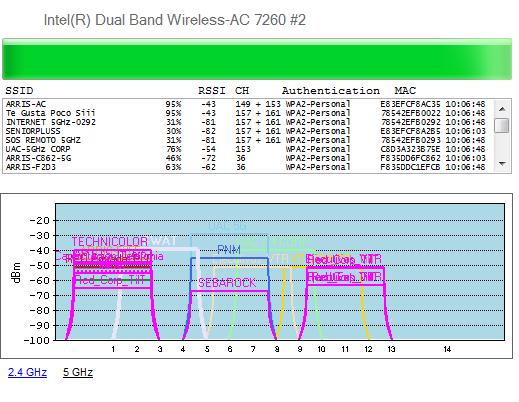 Intel(R) Dual Band Wireless-AC 7260 #2
SSID RSSI CH Authentication MAC
ARRIS-AC 95% -43 149 + 153 WPA2-Personal E83EFCF8AC35 10:06:48
Te Gusta Poco Siii 95% -43 157 + 161 WPA2-Personal 78542EFB0022 10:06:48
INTERNET 5GHz-0292 31% -81 157 + 161 WPA2-Personal 78542EFB0292 10:06:48
SENIORPLUSS 30% -82 157 + 161 WPA2-Personal E83EFCF8A2B5 10:06:03
SOS REMOTO 5GHZ 31% -81 157 + 161 WPA2-Personal 78542EFB0293 10:06:48
UAC-5GHz CORP 76% -54 153 WPA2-Personal C8D3A323B75E 10:06:48
ARRIS-C862-5G 46% -72 36 WPA2-Personal F835DD6FC862 10:06:03
ARRIS-F2D3 63% -62 36 WPA2-Personal F835DDC1EFCB 10:06:48
dBm
-20
-30 UAC 5G
-40 TECHNICOLOR WAT
PNM
-50
-60 Red_Corp_TilT
-70 SEBAROCK
-80
-90
-100
1 2 3 4 5 6 7 8 9 10 11 12 13 14
2.4 GHz 5 GHz